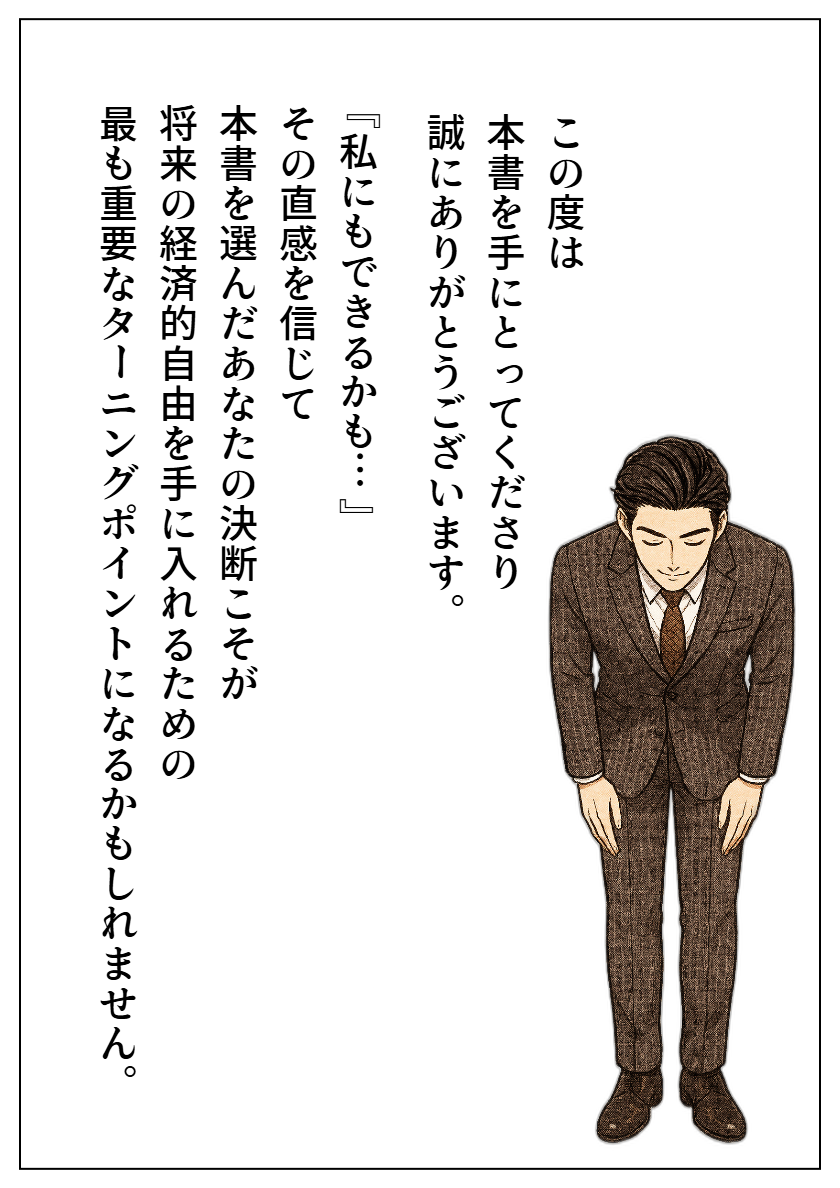 この度は
本書を手にとってくださり
誠にありがとうございます。
『私にもできるかも…』
その直感を信じて
本書を選んだあなたの決断こそが
将来の経済的自由を手に入れるための
最も重要なターニングポイントになるかもしれません。